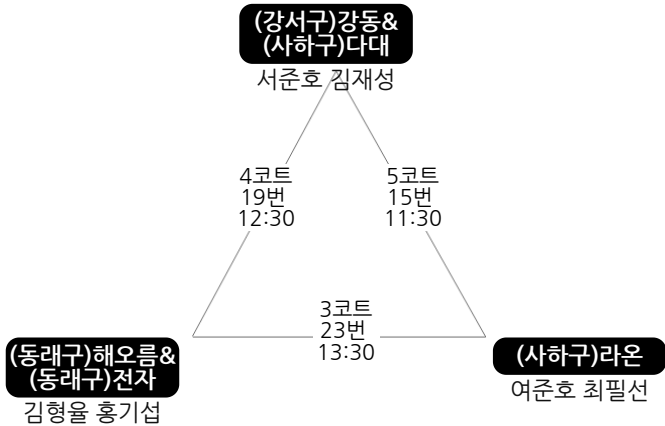 (강서구)강동&
(사하구)다대
서준호 김재성
4코트
19번
12:30
5코트
15번
11:30
3코트
23번
13:30
(동래구)해오름&
(동래구)전자
김형율 홍기섭
(사하구)라온
여준호 최필선